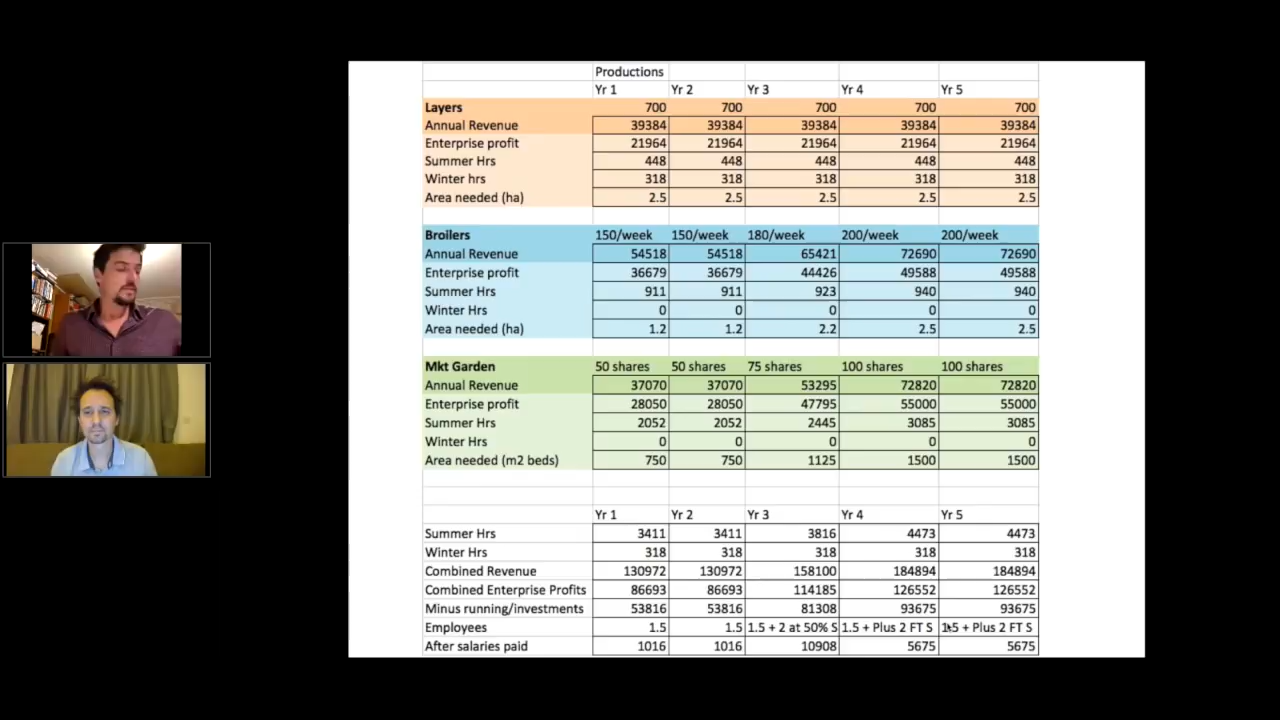 Productions
Yr 1 Yr 2 Yr 3 Yr 4 Yr 5
Layers 700 700 700 700 700
Annual Revenue 39384 39384 39384 39384 39384
Enterprise profit 21964 21964 21964 21964 21964
Summer Hrs 448 448 448 448 448
Winter hrs 318 318 318 318 318
Area needed (ha) 2.5 2.5 2.5 2.5 2.5
Broilers 150/week 150/week 180/week 200/week 200/week
Annual Revenue 54518 54518 65421 72690 72690
Enterprise profit 36679 36679 44426 49588 49588
Summer Hrs 911 911 923 940 940
Winter Hrs 0 0 0 0 0
Area needed (ha) 1.2 1.2 2.2 2.5 2.5
Mkt Garden 50 shares 50 shares 75 shares 100 shares 100 shares
Annual Revenue 37070 37070 53295 72820 72820
Enterprise profit 28050 28050 47795 55000 55000
Summer Hrs 2052 2052 2445 3085 3085
Winter Hrs 0 0 0 0 0
Area needed (m2 beds) 750 750 1125 1500 1500
Yr 1 Yr 2 Yr 3 Yr 4 Yr 5
Summer Hrs 3411 3411 3816 4473 4473
Winter Hrs 318 318 318 318 318
Combined Revenue 130972 130972 158100 184894 184894
Combined Enterprise Profits 86693 86693 114185 126552 126552
Minus running/investments 53816 53816 81308 93675 93675
Employees 1.5 1.5 1.5 + 2 at 50% S 1.5 + Plus 2 FT S 1.5 + Plus 2 FT S
After salaries paid 1016 1016 10908 5675 5675